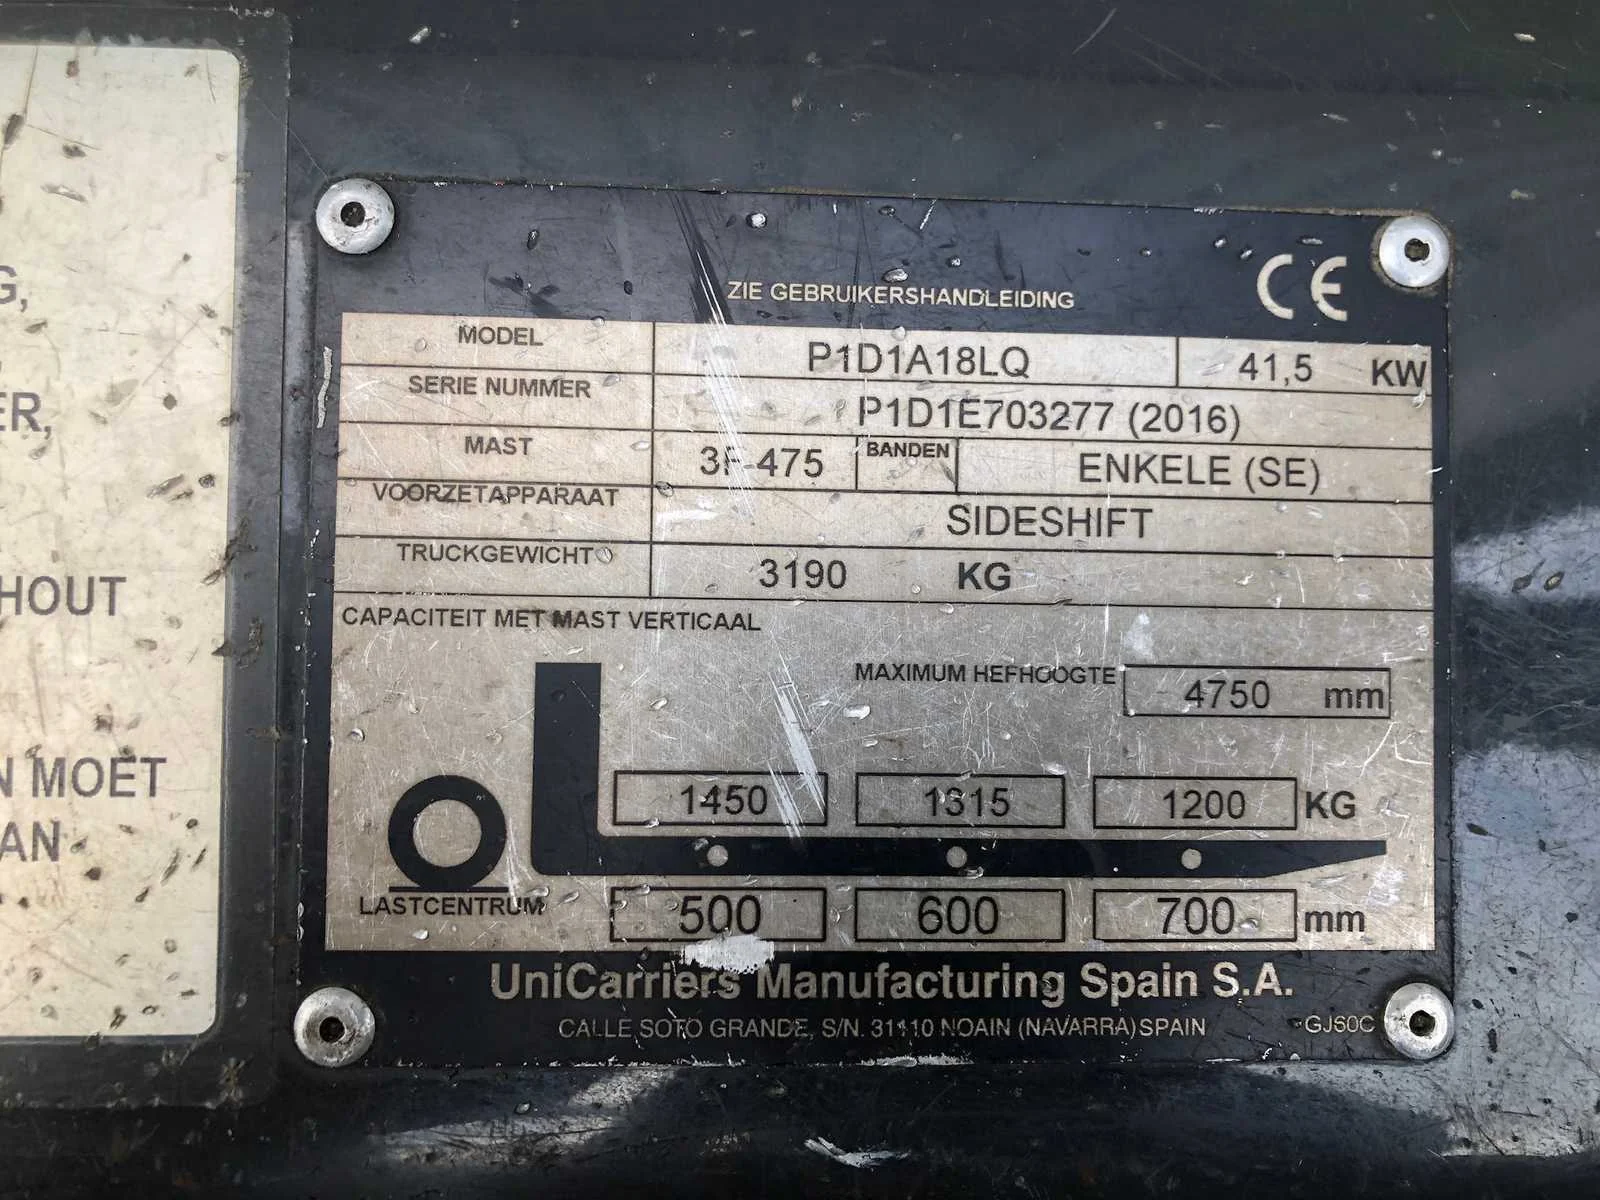 G,
ER,
HOUT
N MOET
AN
ZIE GEBRUIKERSHANDLEIDING
CE
MODEL P1D1A18LQ 41,5 KW
SERIE NUMMER P1D1E703277 (2016)
MAST 3F-475 BANDEN ENKELE (SE)
VOORZETAPPARAAT SIDESHIFT
TRUCKGEWICHT 3190 KG
CAPACITEIT MET MAST VERTICAAL
MAXIMUM HEFHOOGTE 4750 mm
1450 1315 1200 KG
LASTCENTRUM 500 600 700 mm
UniCarriers Manufacturing Spain S.A.
CALLE SOTO GRANDE, S/N. 31110 NOAIN (NAVARRA) SPAIN GJ60C